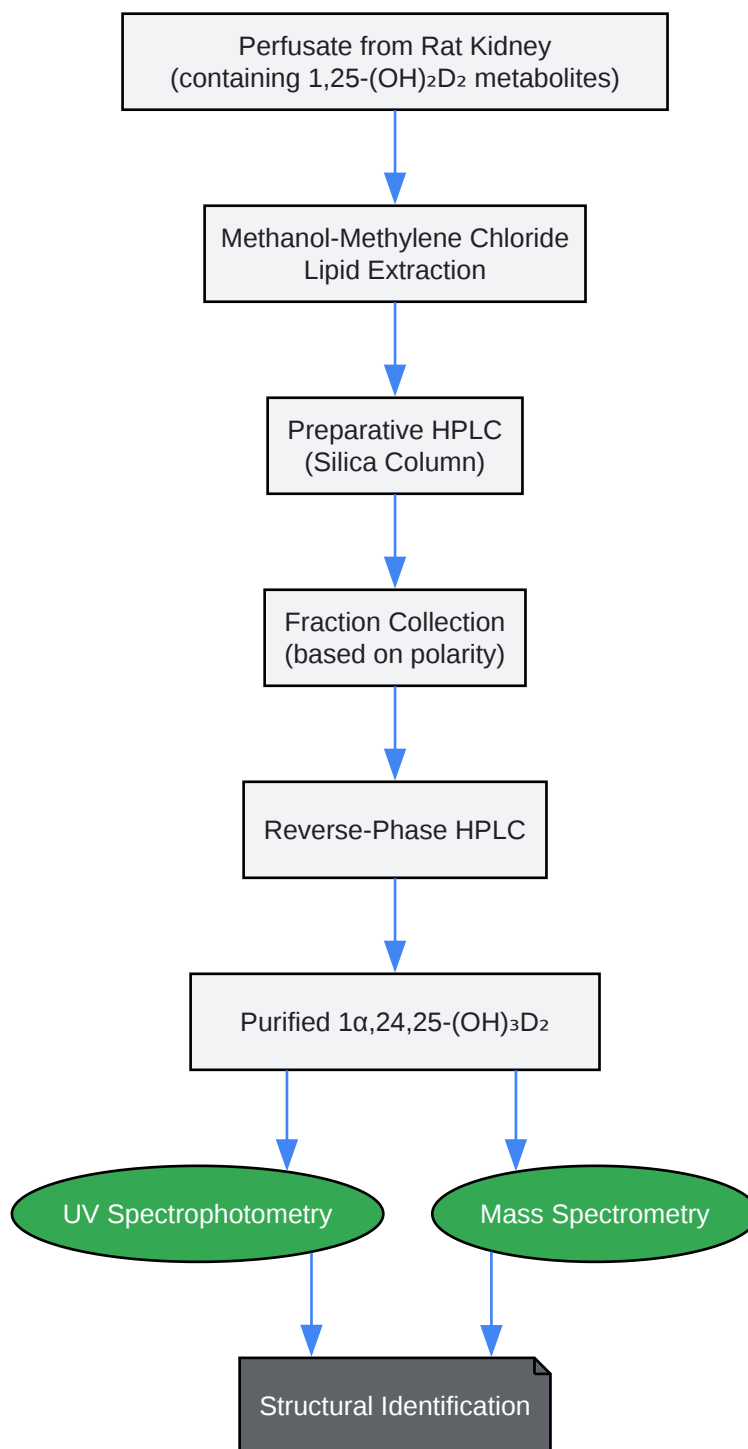 Perfusate from Rat Kidney
(containing 1,25-(OH)₂D₂ metabolites)
Methanol-Methylene Chloride
Lipid Extraction
Preparative HPLC
(Silica Column)
Fraction Collection
(based on polarity)
Reverse-Phase HPLC
Purified 1α,24,25-(OH)₃D₂
UV Spectrophotometry
Mass Spectrometry
Structural Identification